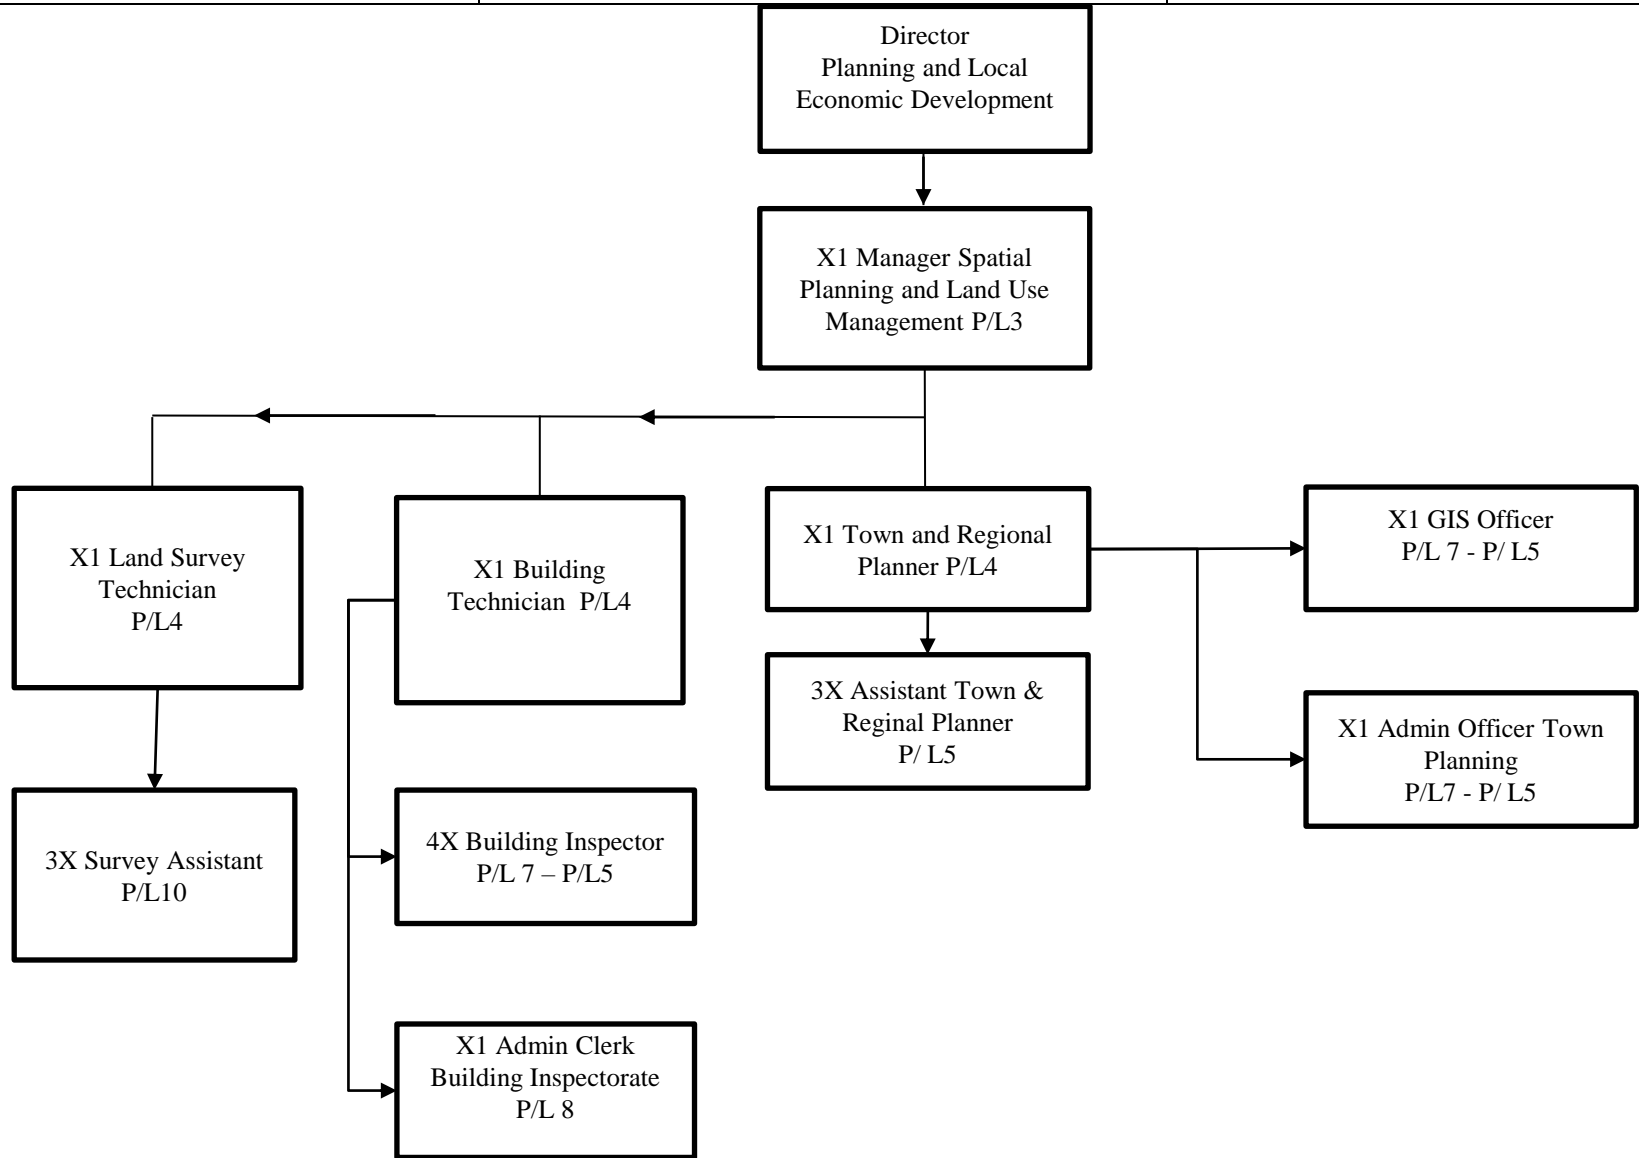 Director
Planning and Local
Economic Development
X1 Manager Spatial
Planning and Land Use
Management P/L3
X1 Land Survey
Technician
P/L4
X1 Building
Technician  P/L4
X1 Town and Regional
Planner P/L4
X1 GIS Officer
P/L 7 - P/ L5
3X Assistant Town &
Reginal Planner
P/ L5
X1 Admin Officer Town
Planning
P/L7 - P/ L5
3X Survey Assistant
P/L10
4X Building Inspector
P/L 7 – P/L5
X1 Admin Clerk
Building Inspectorate
P/L 8